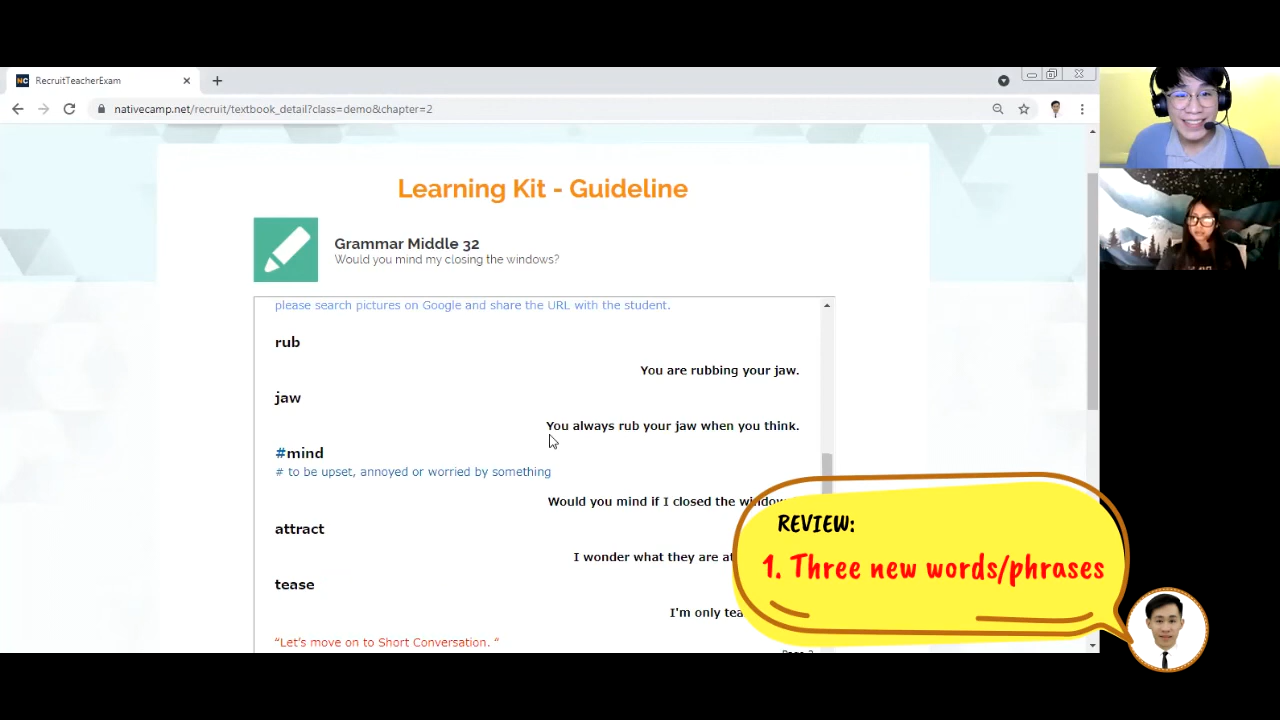 NC RecruitTeacherExam
nativecamp.net/recruit/textbook_detail?class=demo&chapter=2
Learning Kit - Guideline
Grammar Middle 32
Would you mind my closing the windows?
please search pictures on Google and share the URL with the student.
rub
You are rubbing your jaw.
jaw
You always rub your jaw when you think.
#mind
# to be upset, annoyed or worried by something
Would you mind if I closed the window
attract
I wonder what they are
tease
I'm only
"Let's move on to Short Conversation. "
REVIEW:
1. Three new words/phrases